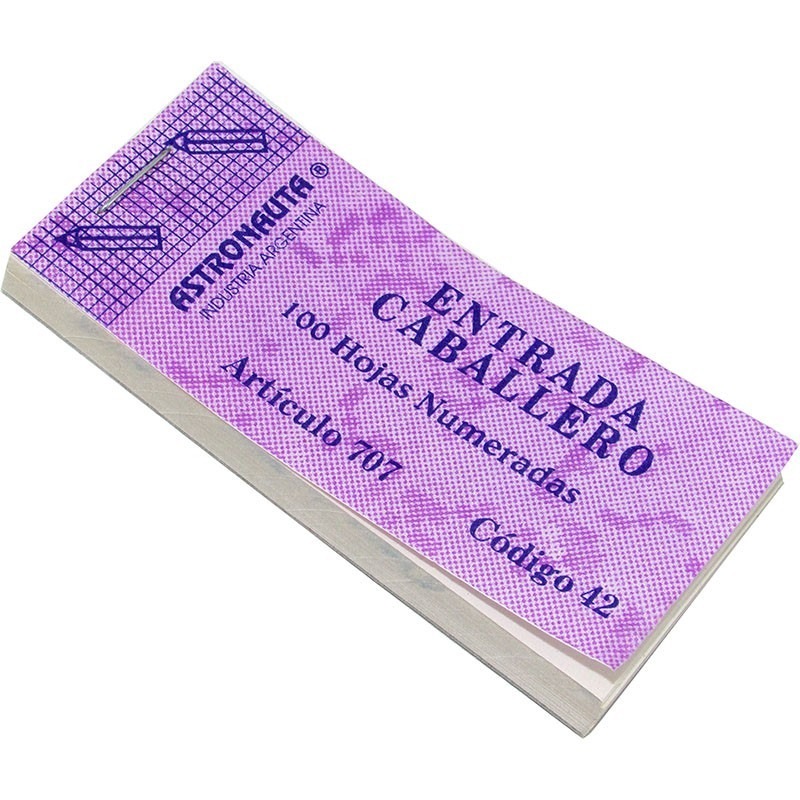 ASTRONAUTA ®
INDUSTRIA ARGENTINA
ENTRADA
CABALLERO
100 Hojas Numeradas
Artículo 707
Código 42